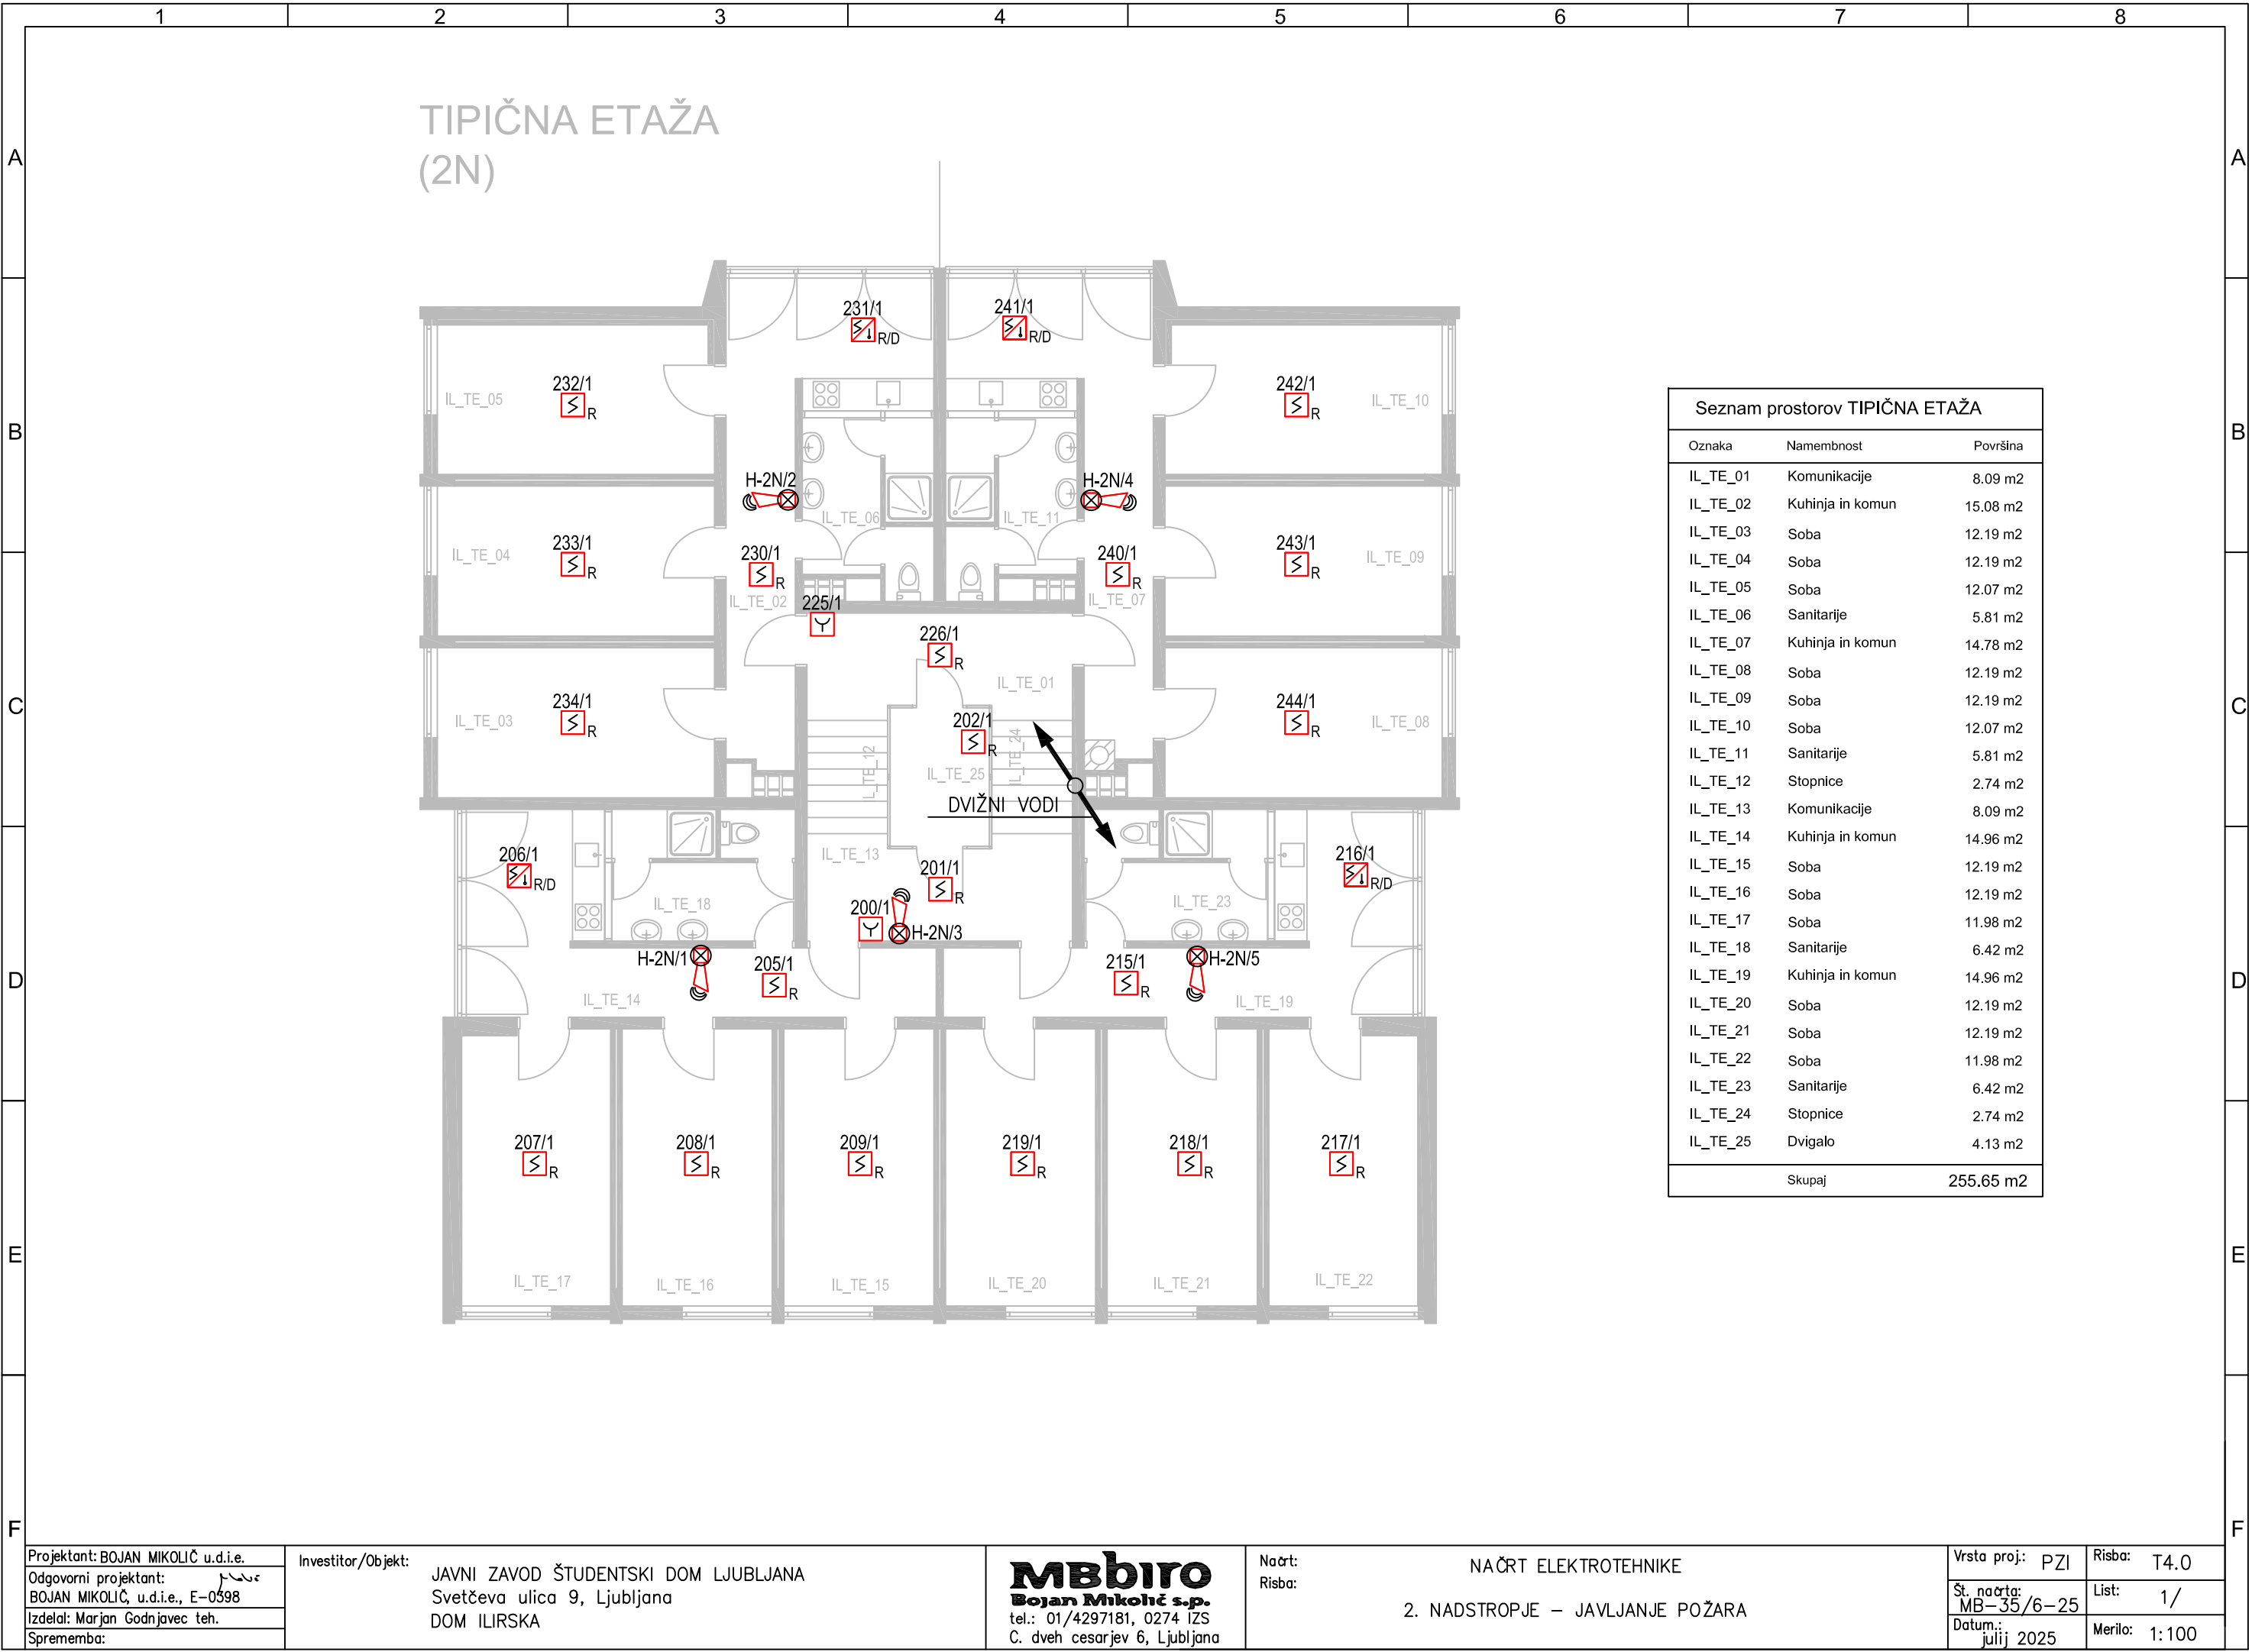 1 2 3 4 5 6 7 8
TIPIČNA ETAŽA
(2N)
A A
B B
C C
D D
E E
F F
231/1
R/D
241/1
R/D
232/1
R
IL_TE_05
242/1
R
IL_TE_10
H-2N/2
H-2N/4
IL_TE_06
IL_TE_11
233/1
R
IL_TE_04
230/1
R
IL_TE_02
240/1
R
IL_TE_07
243/1
R
IL_TE_09
225/1
226/1
R
IL_TE_01
234/1
R
IL_TE_03
202/1
R
244/1
R
IL_TE_08
IL_TE_12
IL_TE_25
IL_TE_24
DVIŽNI VODI
206/1
R/D
IL_TE_13
201/1
R
216/1
R/D
IL_TE_18
IL_TE_23
200/1
H-2N/3
H-2N/1
205/1
R
215/1
R
H-2N/5
IL_TE_14
IL_TE_19
207/1
R
208/1
R
209/1
R
219/1
R
218/1
R
217/1
R
IL_TE_17
IL_TE_16
IL_TE_15
IL_TE_20
IL_TE_21
IL_TE_22
Seznam prostorov TIPIČNA ETAŽA
Oznaka Namembnost Površina
IL_TE_01 Komunikacije 8.09 m2
IL_TE_02 Kuhinja in komun 15.08 m2
IL_TE_03 Soba 12.19 m2
IL_TE_04 Soba 12.19 m2
IL_TE_05 Soba 12.07 m2
IL_TE_06 Sanitarije 5.81 m2
IL_TE_07 Kuhinja in komun 14.78 m2
IL_TE_08 Soba 12.19 m2
IL_TE_09 Soba 12.19 m2
IL_TE_10 Soba 12.07 m2
IL_TE_11 Sanitarije 5.81 m2
IL_TE_12 Stopnice 2.74 m2
IL_TE_13 Komunikacije 8.09 m2
IL_TE_14 Kuhinja in komun 14.96 m2
IL_TE_15 Soba 12.19 m2
IL_TE_16 Soba 12.19 m2
IL_TE_17 Soba 11.98 m2
IL_TE_18 Sanitarije 6.42 m2
IL_TE_19 Kuhinja in komun 14.96 m2
IL_TE_20 Soba 12.19 m2
IL_TE_21 Soba 12.19 m2
IL_TE_22 Soba 11.98 m2
IL_TE_23 Sanitarije 6.42 m2
IL_TE_24 Stopnice 2.74 m2
IL_TE_25 Dvigalo 4.13 m2
Skupaj 255.65 m2
Projektant: BOJAN MIKOLIČ u.d.i.e.
Odgovorni projektant:
BOJAN MIKOLIČ, u.d.i.e., E-0598
Izdelal: Marjan Godnjavec teh.
Sprememba:
Investitor/Objekt:
JAVNI ZAVOD ŠTUDENTSKI DOM LJUBLJANA
Svetčeva ulica 9, Ljubljana
DOM ILIRSKA
MBbiro
Bojan Mikolič s.p.
tel.: 01/4297181, 0274 IZS
C. dveh cesarjev 6, Ljubljana
Načrt: NAČRT ELEKTROTEHNIKE
Risba:
2. NADSTROPJE – JAVLJANJE POŽARA
Vrsta proj.: PZI
Št. načrta:
MB-35/6-25
Datum.:
julij 2025
Risba: T4.0
List: 1/
Merilo: 1:100